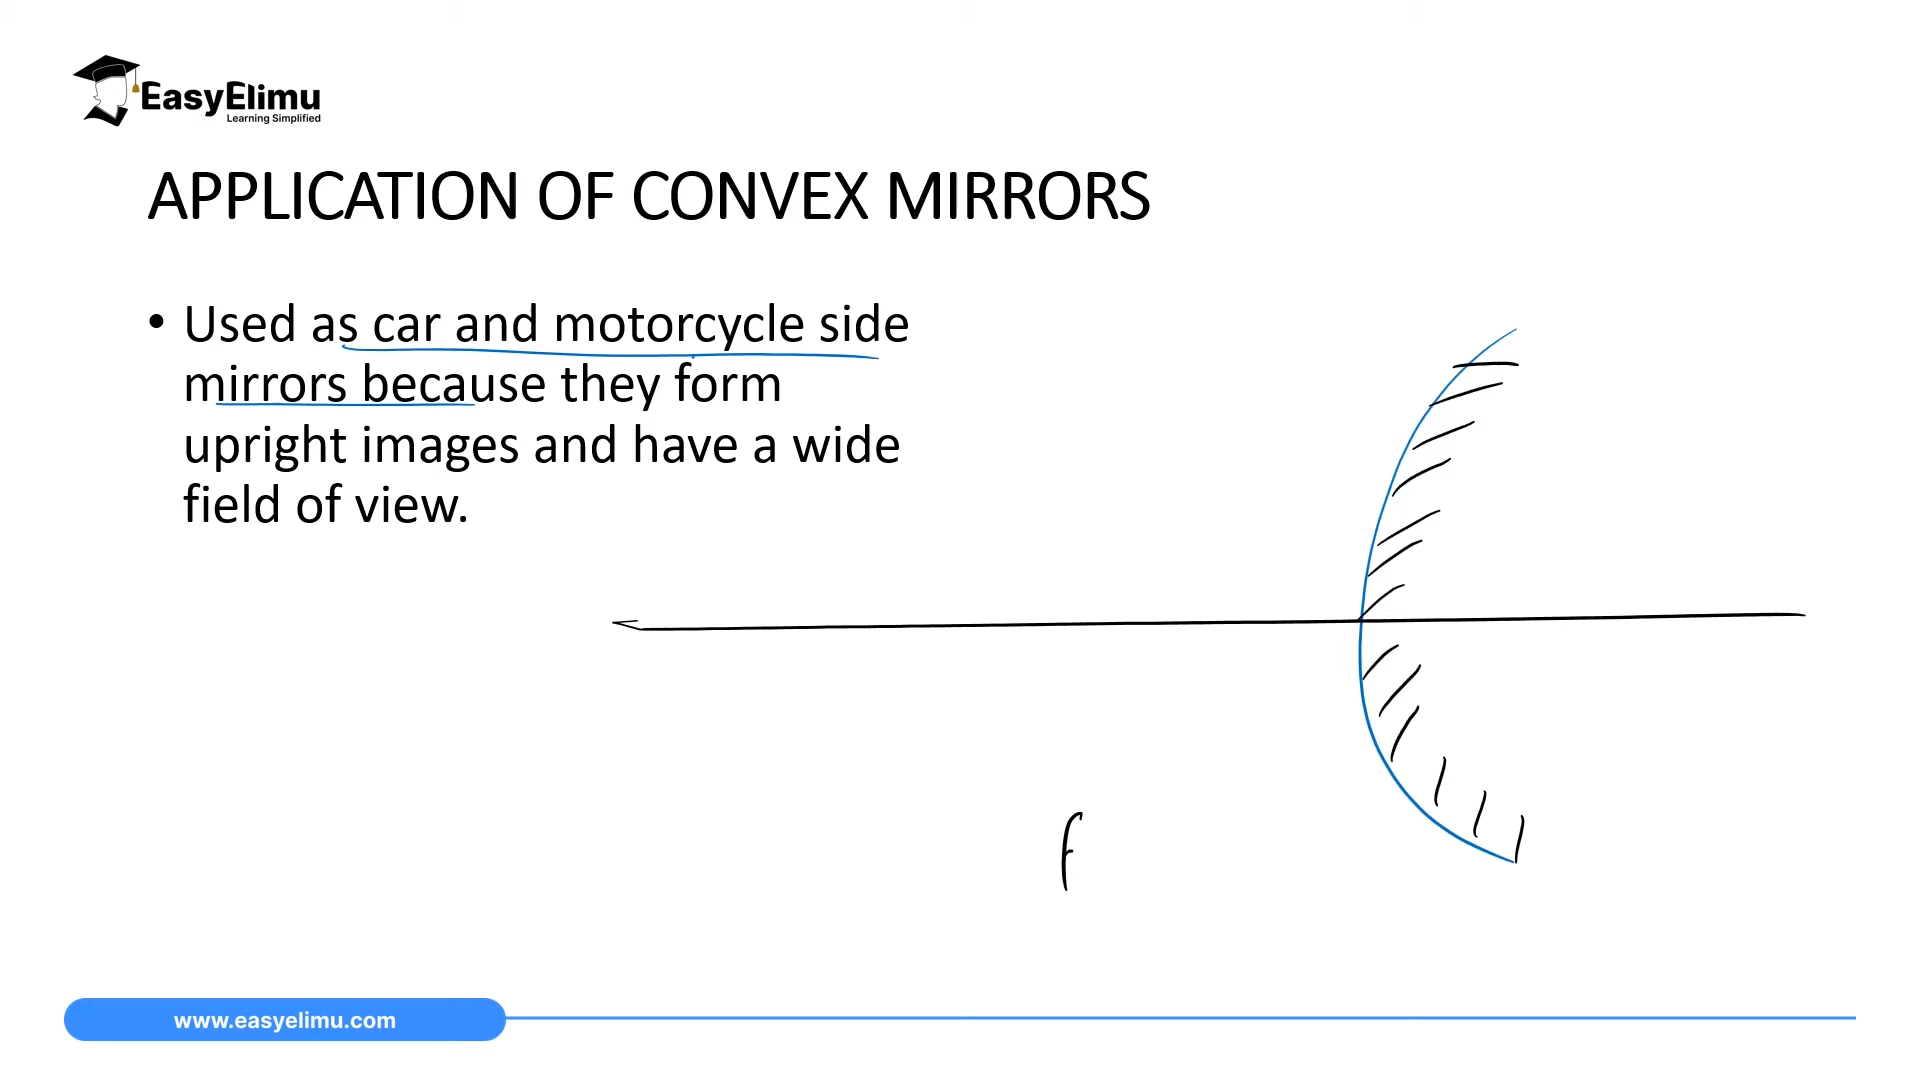 EasyElimu
Learning Simplified
APPLICATION OF CONVEX MIRRORS
• Used as car and motorcycle side
mirrors because they form
upright images and have a wide
field of view.
f
www.easyelimu.com